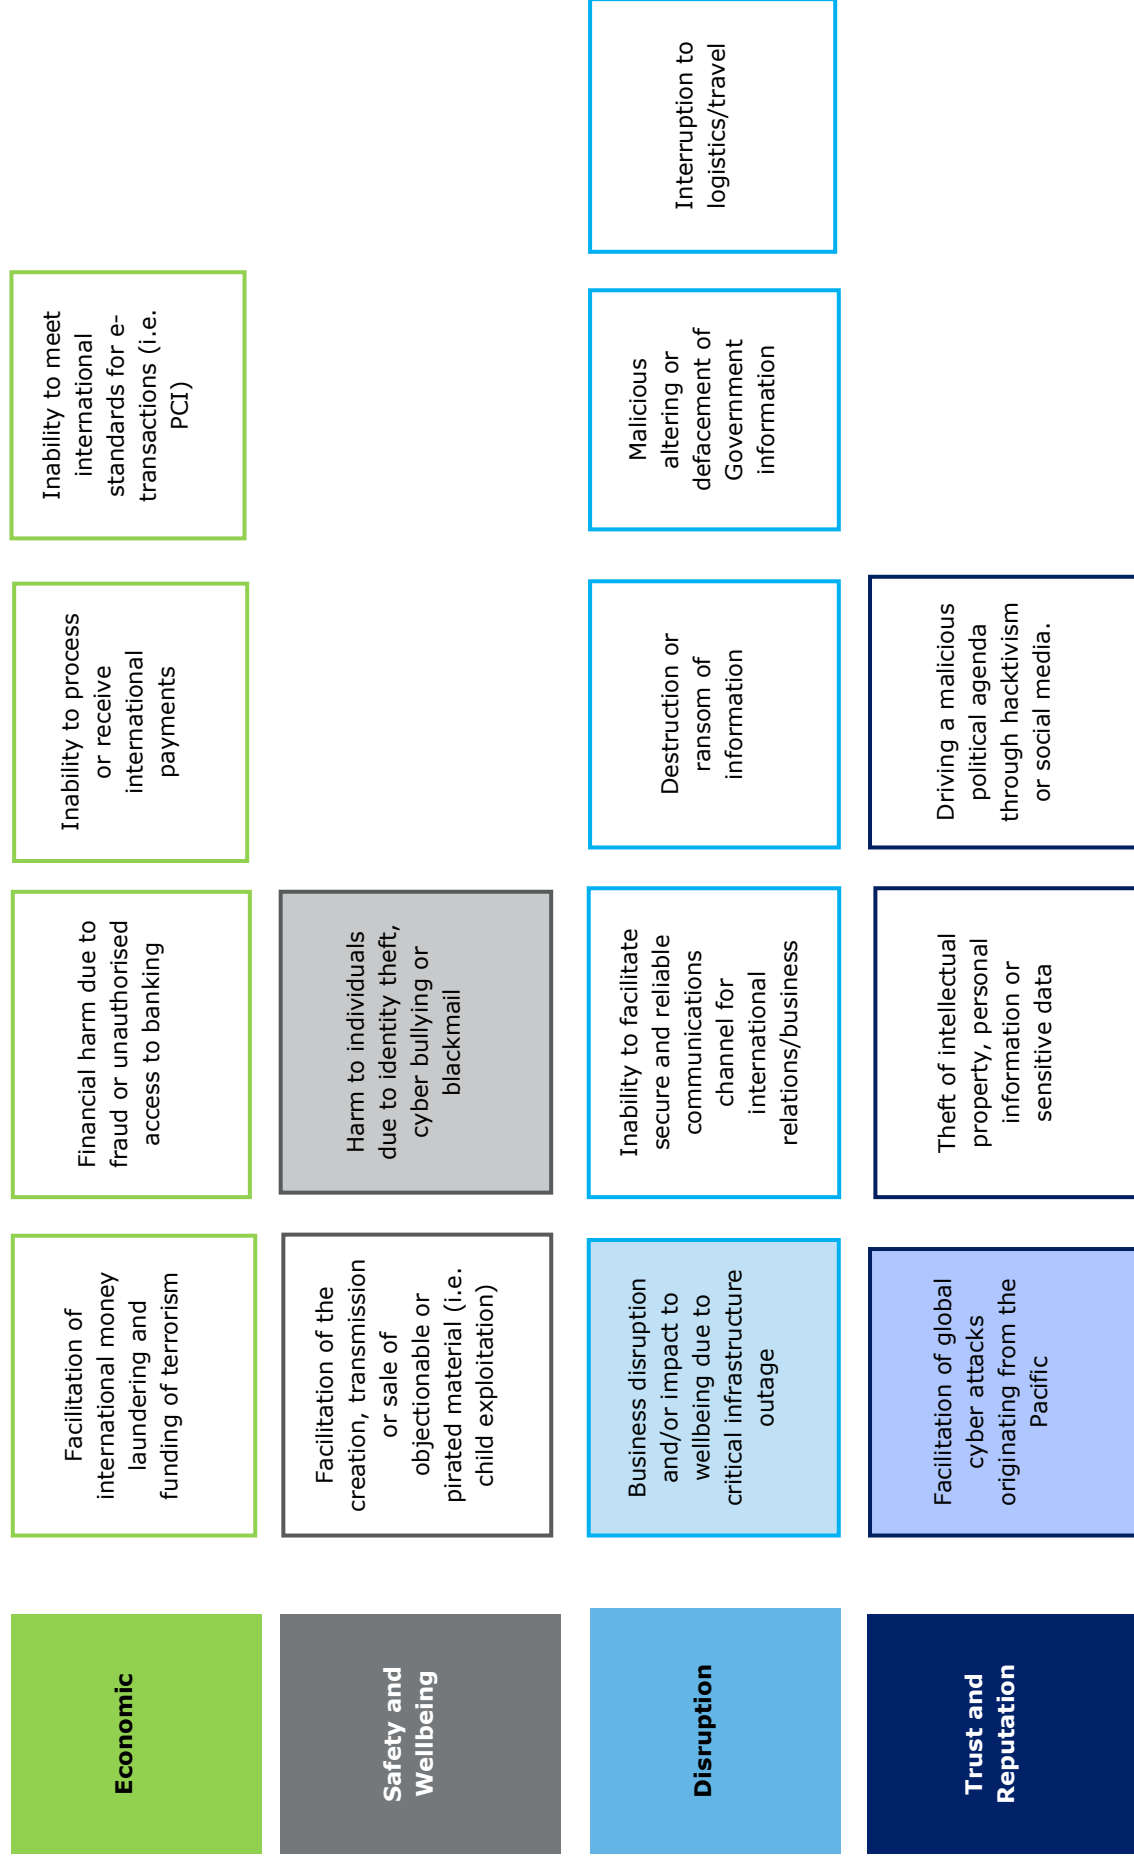 Economic
Facilitation of
international money
laundering and
funding of terrorism
Financial harm due to
fraud or unauthorised
access to banking
Inability to process
or receive
international
payments
Inability to meet
international
standards for e-
transactions (i.e.
PCI)
Safety and
Wellbeing
Facilitation of the
creation, transmission
or sale of
objectionable or
pirated material (i.e.
child exploitation)
Harm to individuals
due to identity theft,
cyber bullying or
blackmail
Disruption
Business disruption
and/or impact to
wellbeing due to
critical infrastructure
outage
Inability to facilitate
secure and reliable
communications
channel for
international
relations/business
Destruction or
ransom of
information
Malicious
altering or
defacement of
Government
information
Interruption to
logistics/travel
Trust and
Reputation
Facilitation of global
cyber attacks
originating from the
Pacific
Theft of intellectual
property, personal
information or
sensitive data
Driving a malicious
political agenda
through hacktivism
or social media.